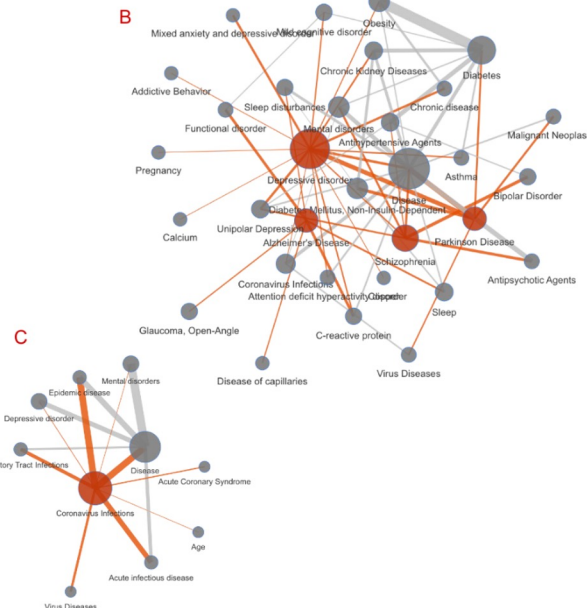 B
Obesity
Mixed anxiety and depressive disorder
Mild cognitive disorder
Chronic Kidney Diseases
Diabetes
Addictive Behavior
Sleep disturbances
Chronic disease
Functional disorder
Mental disorders
Malignant Neoplas
Antihypertensive Agents
Pregnancy
Depressive disorder
Asthma
Disease
Bipolar Disorder
Diabetes Mellitus, Non-Insulin-Dependent
Calcium
Unipolar Depression
Alzheimer's Disease
Parkinson Disease
Schizophrenia
Antipsychotic Agents
Coronavirus Infections
Attention deficit hyperactivity disorder
Sleep
Glaucoma, Open-Angle
C-reactive protein
C
Virus Diseases
Disease of capillaries
Mental disorders
Epidemic disease
Depressive disorder
tory Tract Infections
Disease
Acute Coronary Syndrome
Coronavirus Infections
Age
Acute infectious disease
Virus Diseases